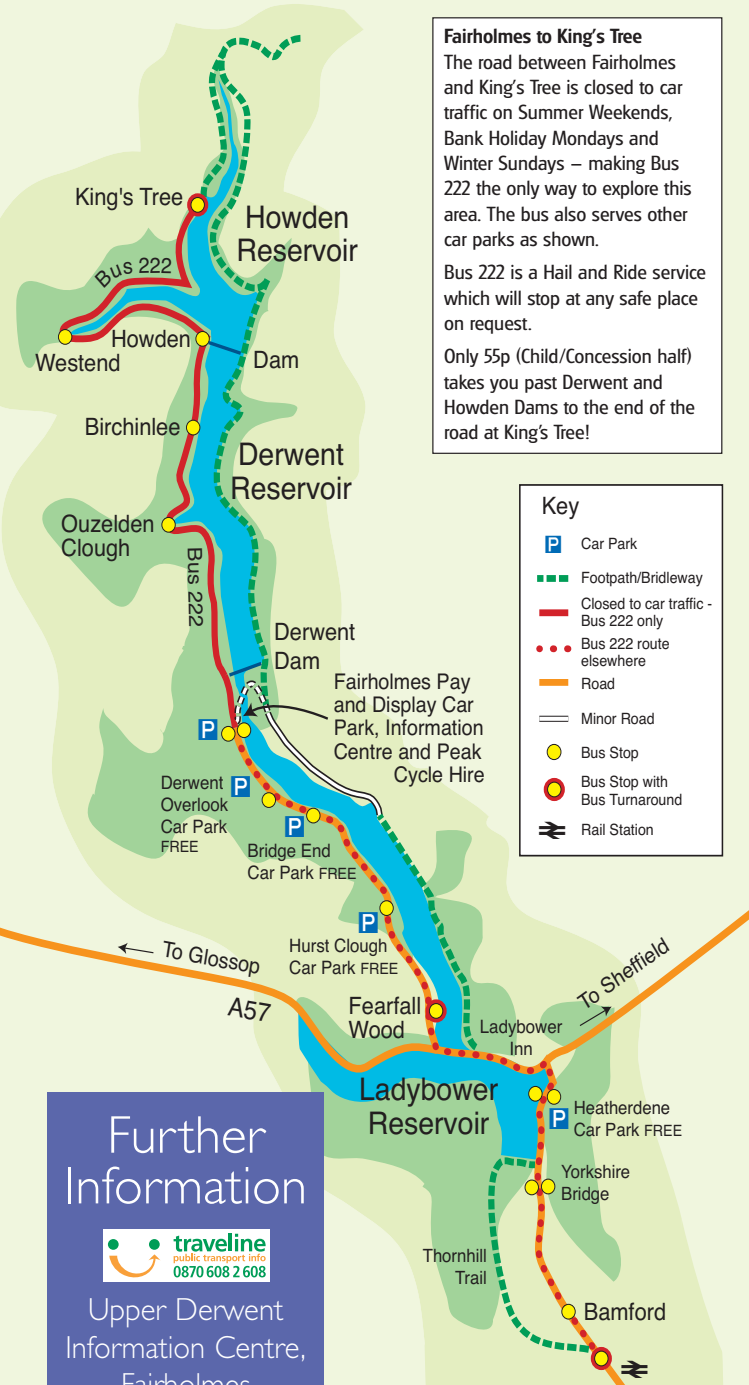 Fairholmes to King's Tree
The road between Fairholmes
and King's Tree is closed to car
traffic on Summer Weekends,
Bank Holiday Mondays and
Winter Sundays – making Bus
222 the only way to explore this
area. The bus also serves other
car parks as shown.
Bus 222 is a Hail and Ride service
which will stop at any safe place
on request.
Only 55p (Child/Concession half)
takes you past Derwent and
Howden Dams to the end of the
road at King's Tree!
King's Tree
Howden
Reservoir
Bus 222
Westend
Howden
Dam
Birchinlee
Derwent
Reservoir
Ouzelden
Clough
Bus 222
Derwent
Dam
Fairholmes Pay
and Display Car
Park, Information
Centre and Peak
Cycle Hire
P
Derwent
Overlook
Car Park
FREE
P
P
Bridge End
Car Park FREE
P
Hurst Clough
Car Park FREE
To Glossop
A57
Fearfall
Wood
Ladybower
Inn
To Sheffield
Ladybower
Reservoir
P
Heatherdene
Car Park FREE
Yorkshire
Bridge
Thornhill
Trail
Bamford
Key
P Car Park
Footpath/Bridleway
Closed to car traffic -
Bus 222 only
Bus 222 route
elsewhere
Road
Minor Road
Bus Stop
Bus Stop with
Bus Turnaround
Rail Station
Further
Information
traveline
public transport info
0870 608 2 608
Upper Derwent
Information Centre,
Fairholmes